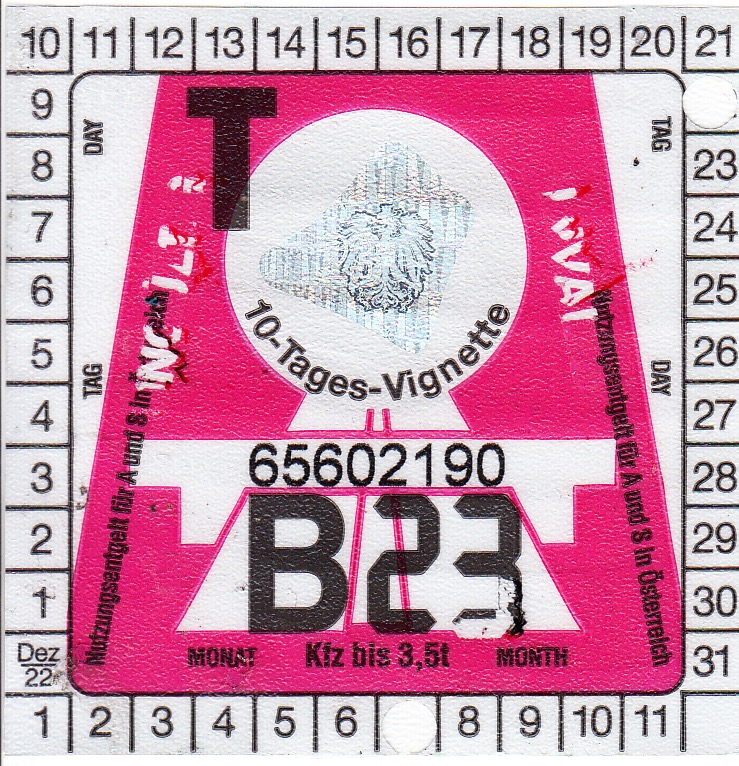 10 11 12 13 14 15 16 17 18 19 20 21
9
8
7
6
5
4
3
2
1
Dez
22
DAY
TAG
TAG
DAY
23
24
25
26
27
28
29
30
31
T
10-Tages-Vignette
Nutzungsentgelt für A und S in Österreich
Nutzungsentgelt für A und S in Österreich
65602190
B23
MONAT Kfz bis 3,5t MONTH
1 2 3 4 5 6 8 9 10 11